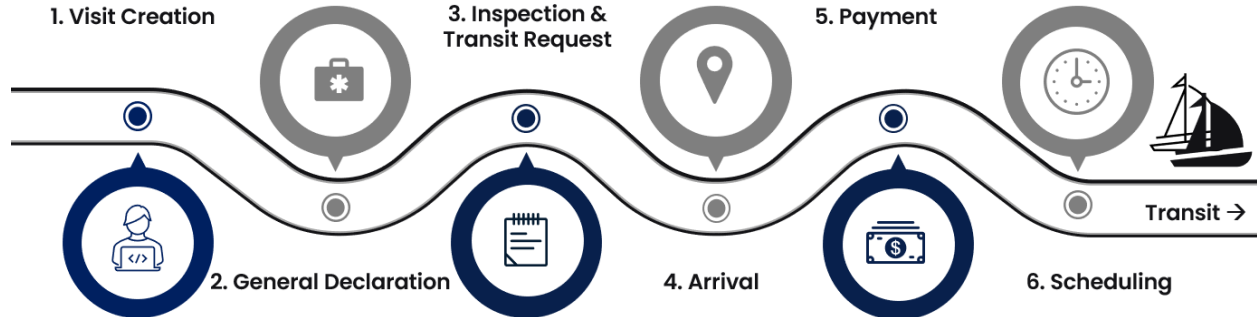 1. Visit Creation
2. General Declaration
3. Inspection &
Transit Request
4. Arrival
5. Payment
6. Scheduling
Transit →